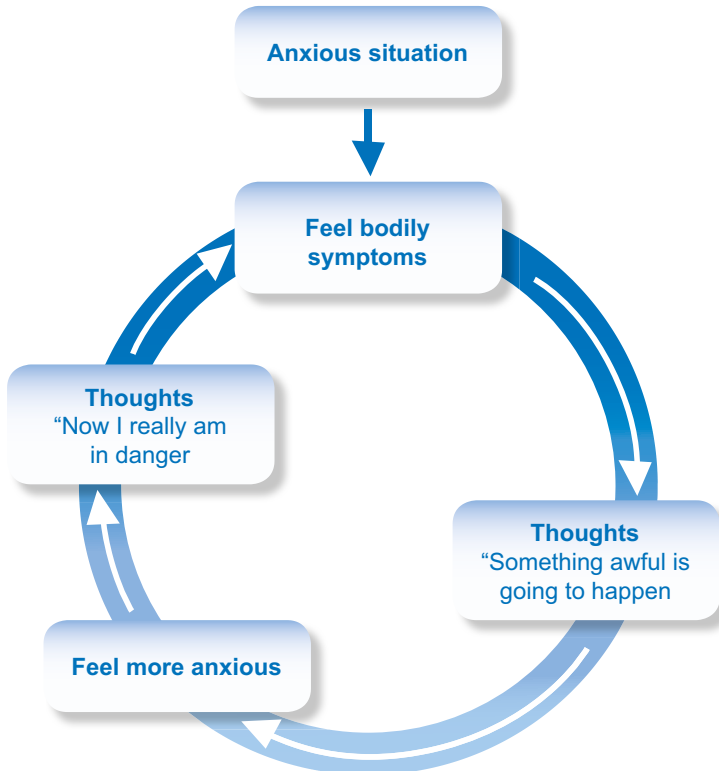 Anxious situation
Feel bodily
symptoms
Thoughts
“Something awful is
going to happen
Feel more anxious
Thoughts
“Now I really am
in danger